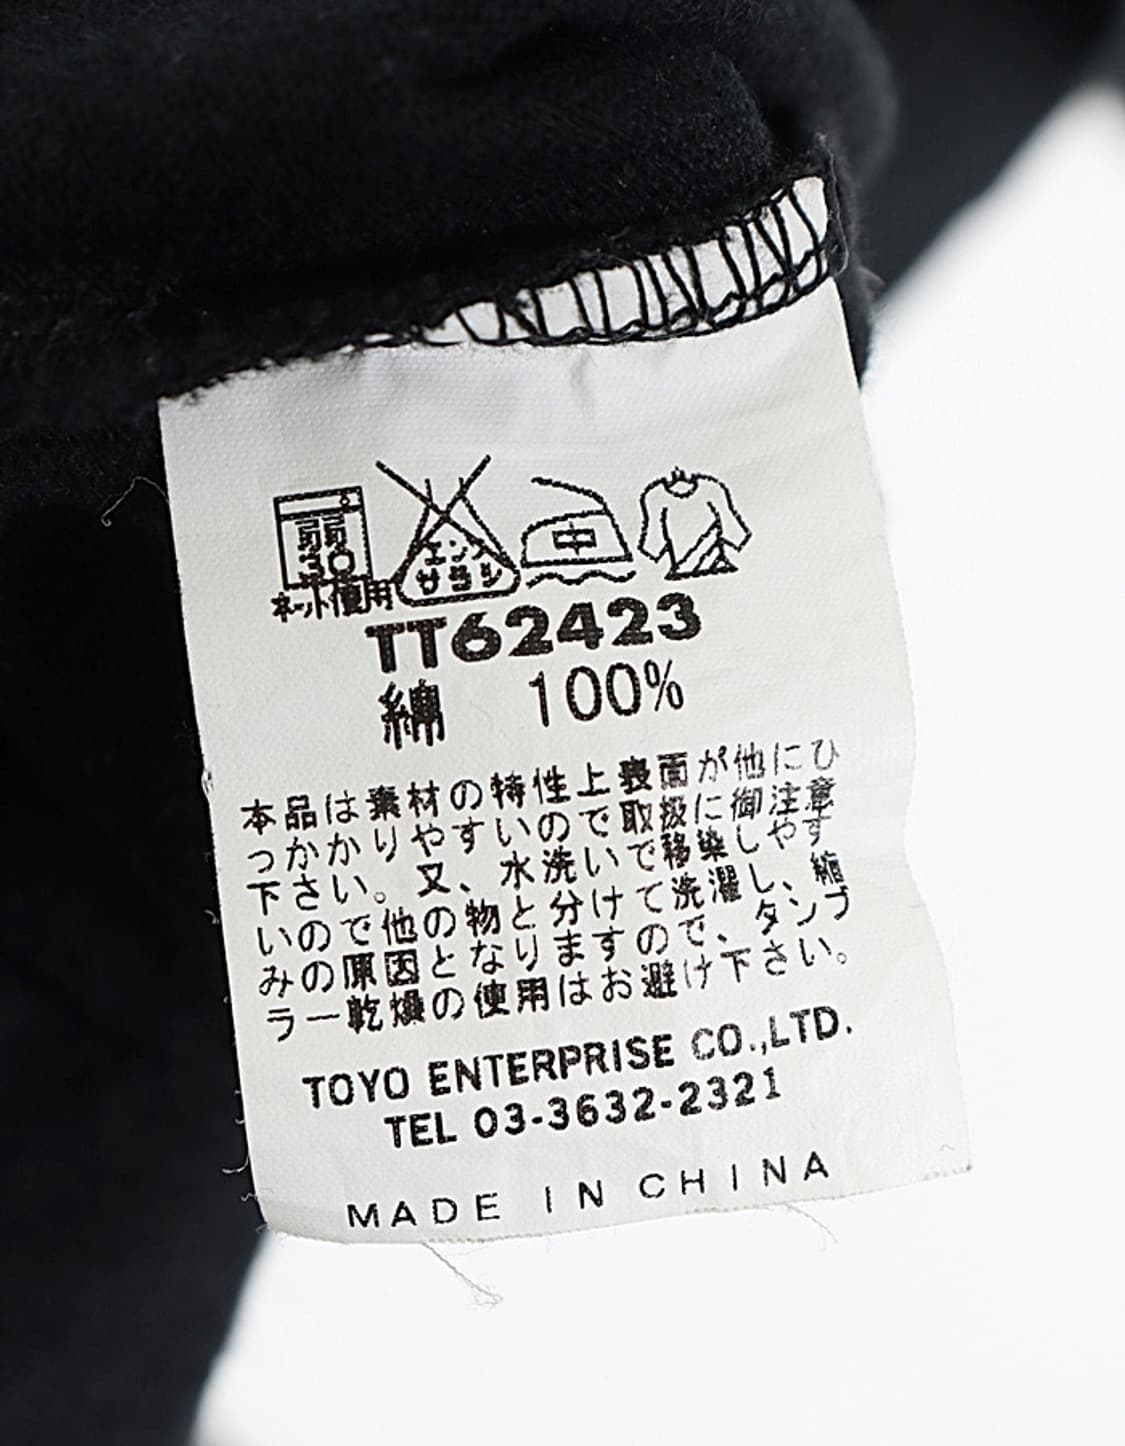 弱
30
ネット使用
エンソ
サラシ
中
TT62423
綿 100%
本品は素材の特性上表面が他にひ
っかかりやすいので取扱に御注意
下さい。又、水洗いで移染しやす
いので他の物と分けて洗濯し、縮
みの原因となりますので、タンブ
ラー乾燥の使用はお避け下さい。
TOYO ENTERPRISE CO.,LTD.
TEL 03-3632-2321
MADE IN CHINA